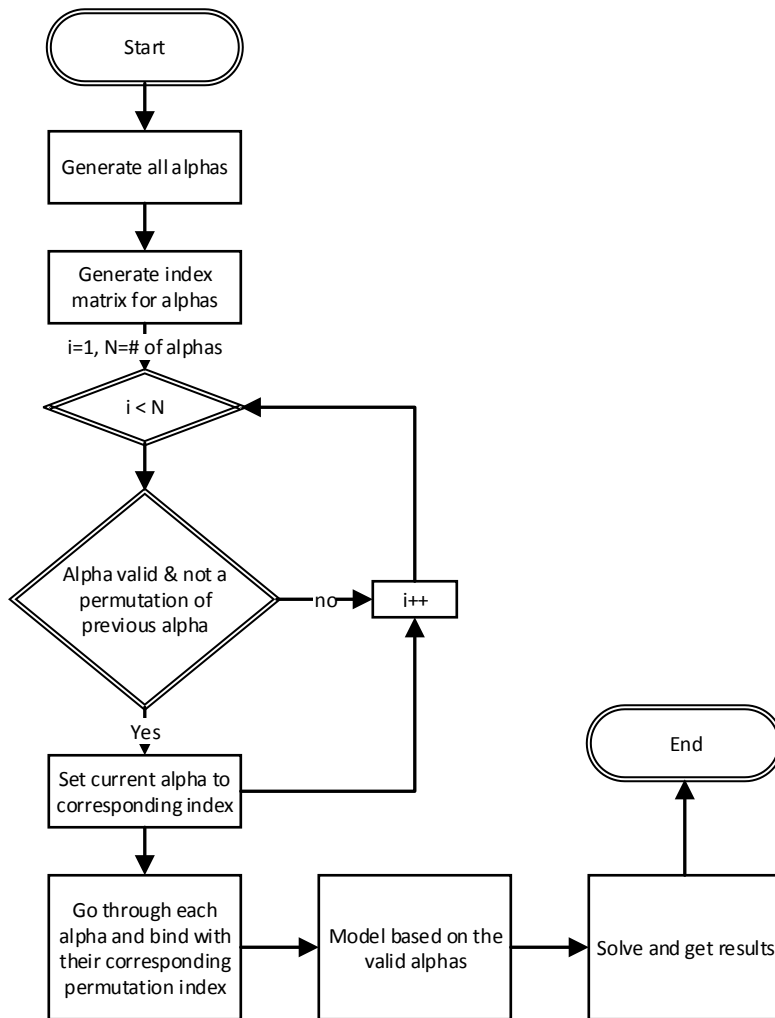 Start
Generate all alphas
Generate index
matrix for alphas
i=1, N=# of alphas
i < N
Alpha valid & not a
permutation of
previous alpha
no
i++
Yes
Set current alpha to
corresponding index
End
Go through each
alpha and bind with
their corresponding
permutation index
Model based on the
valid alphas
Solve and get results